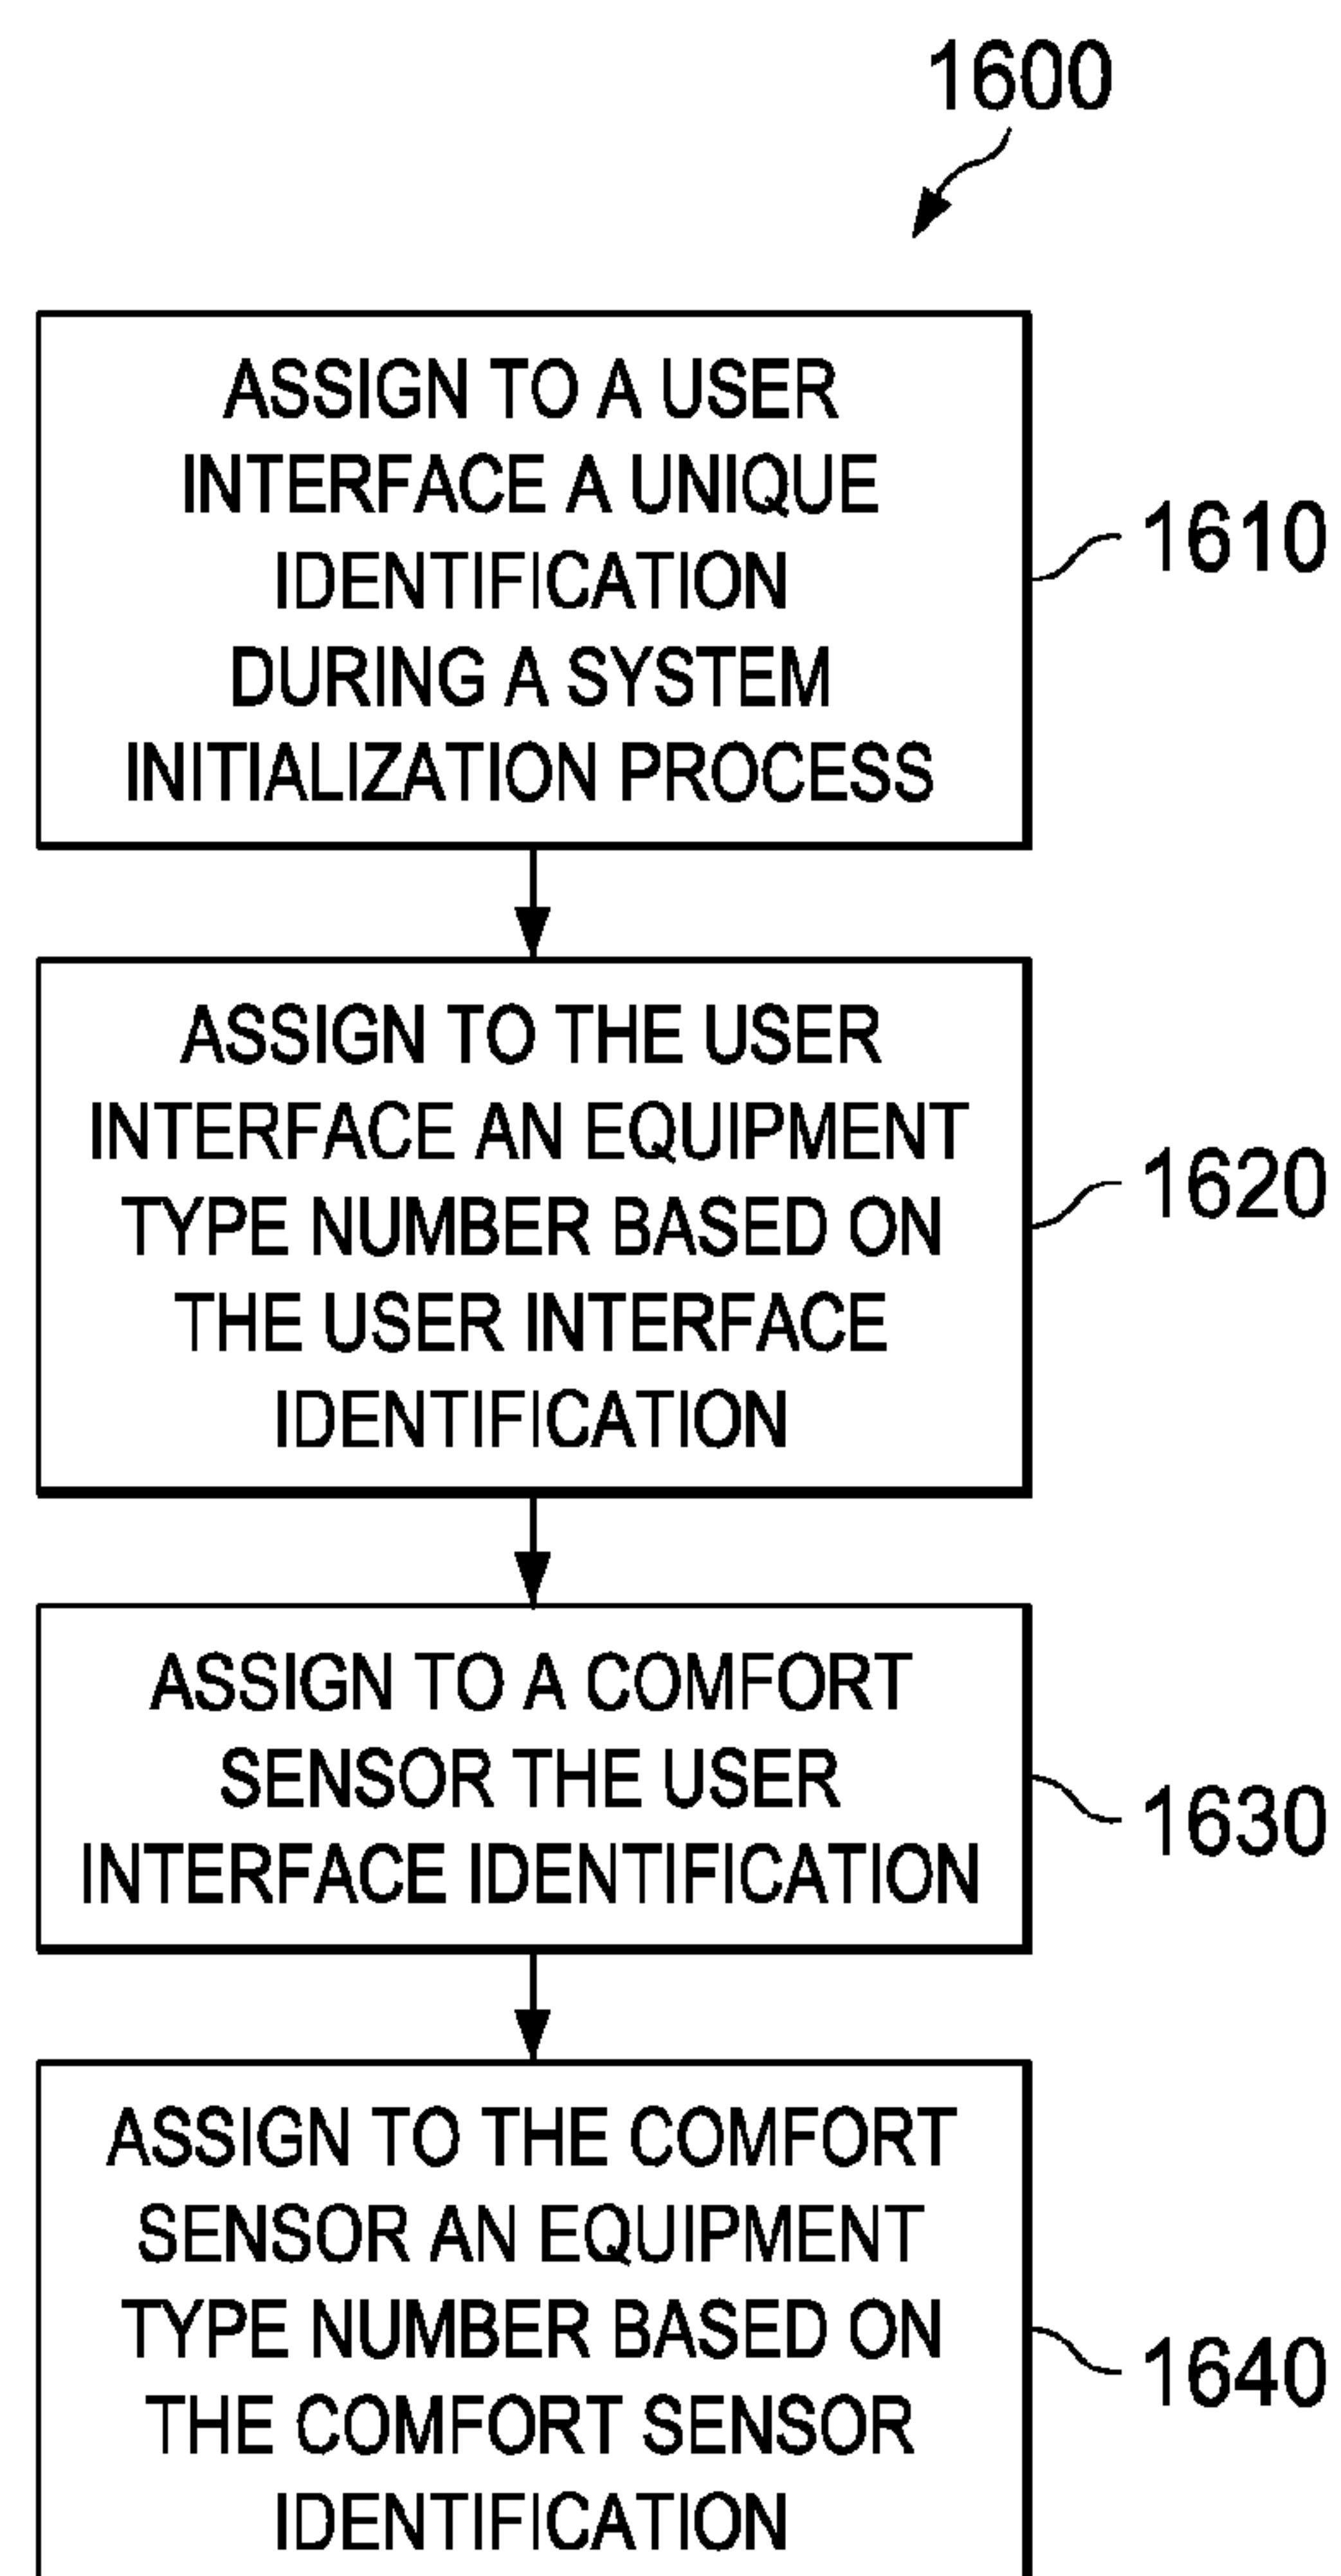 1600
ASSIGN TO A USER
INTERFACE A UNIQUE
IDENTIFICATION
DURING A SYSTEM
INITIALIZATION PROCESS
1610
ASSIGN TO THE USER
INTERFACE AN EQUIPMENT
TYPE NUMBER BASED ON
THE USER INTERFACE
IDENTIFICATION
1620
ASSIGN TO A COMFORT
SENSOR THE USER
INTERFACE IDENTIFICATION
1630
ASSIGN TO THE COMFORT
SENSOR AN EQUIPMENT
TYPE NUMBER BASED ON
THE COMFORT SENSOR
IDENTIFICATION
1640